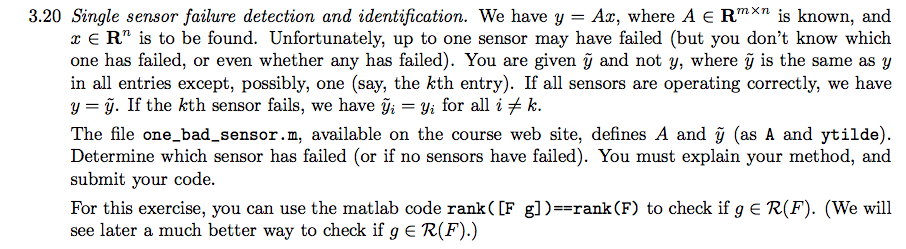 3.20 Single sensor failure detection and identification. We have y = Ax, where A ∈ R^{m×n} is known, and
x ∈ R^n is to be found. Unfortunately, up to one sensor may have failed (but you don't know which
one has failed, or even whether any has failed). You are given ỹ and not y, where ỹ is the same as y
in all entries except, possibly, one (say, the kth entry). If all sensors are operating correctly, we have
y = ỹ. If the kth sensor fails, we have ỹ_i = y_i for all i ≠ k.
The file one_bad_sensor.m, available on the course web site, defines A and ỹ (as A and ytilde).
Determine which sensor has failed (or if no sensors have failed). You must explain your method, and
submit your code.
For this exercise, you can use the matlab code rank([F g])==rank(F) to check if g ∈ R(F). (We will
see later a much better way to check if g ∈ R(F).)